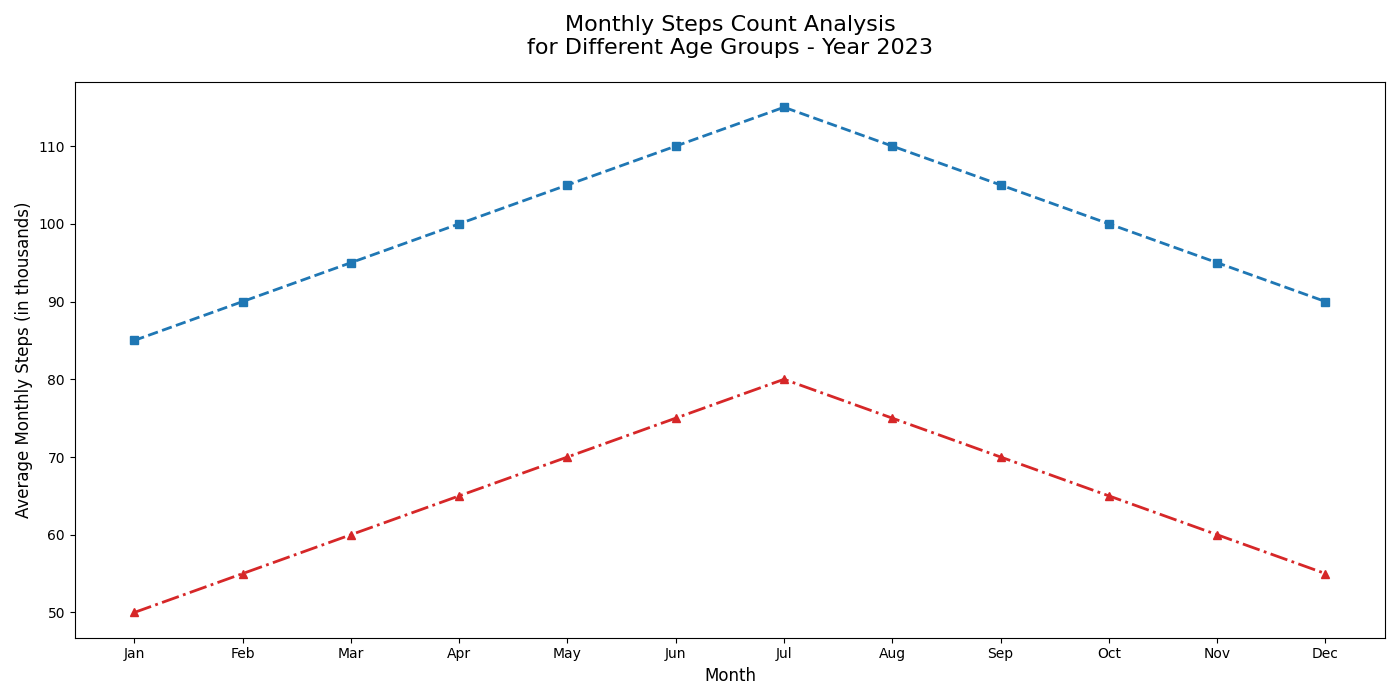 Monthly Steps Count Analysis
for Different Age Groups - Year 2023
Average Monthly Steps (in thousands)
110
100
90
80
70
60
50
Jan Feb Mar Apr May Jun Jul Aug Sep Oct Nov Dec
Month